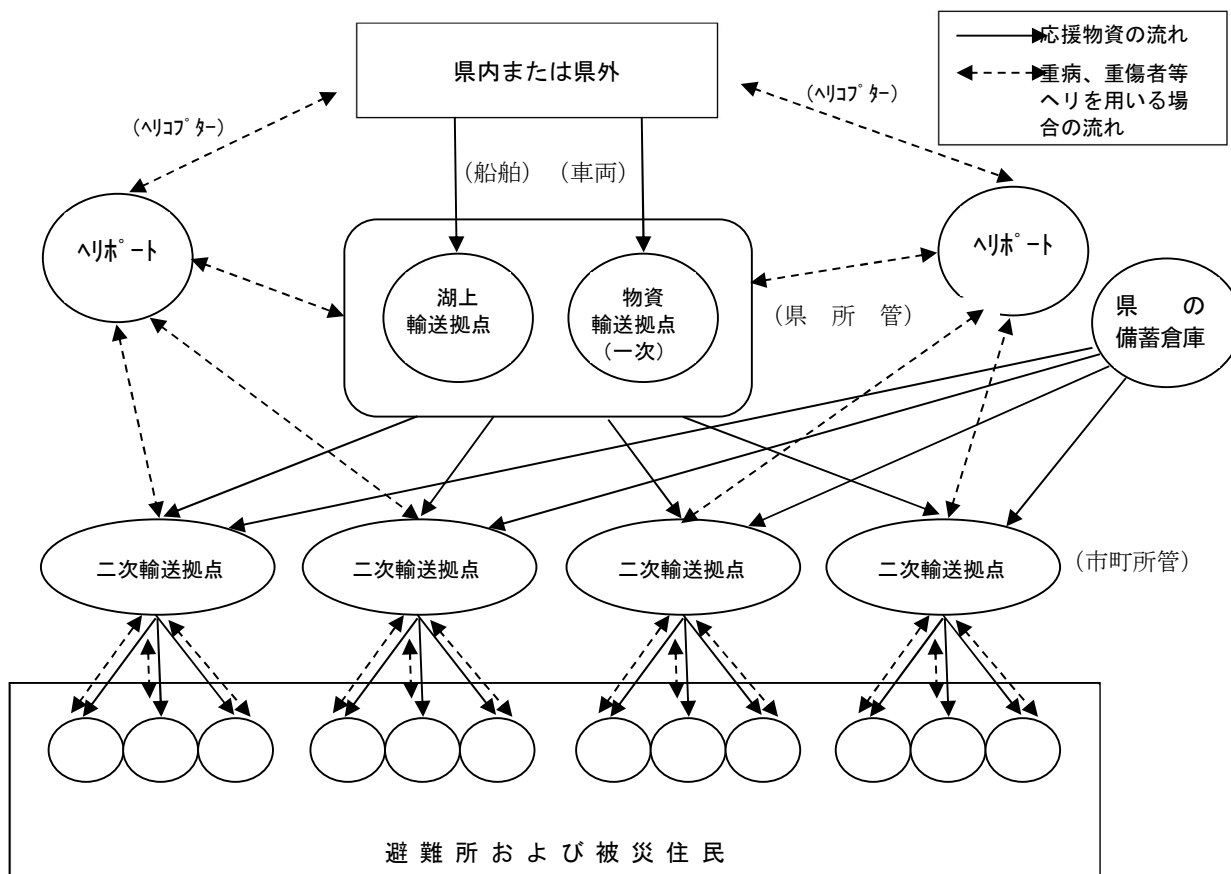 応援物資の流れ
重病、重傷者等
ヘリを用いる場
合の流れ
県内または県外
(ﾍﾘｺﾌﾟﾀｰ)
(ﾍﾘｺﾌﾟﾀｰ)
（船舶）（車両）
ﾍﾘﾎﾟｰﾄ
ﾍﾘﾎﾟｰﾄ
湖上
輸送拠点
物資
輸送拠点
（一次）
（県　所　管）
県　の
備蓄倉庫
二次輸送拠点
二次輸送拠点
二次輸送拠点
二次輸送拠点
（市町所管）
避難所および被災住民